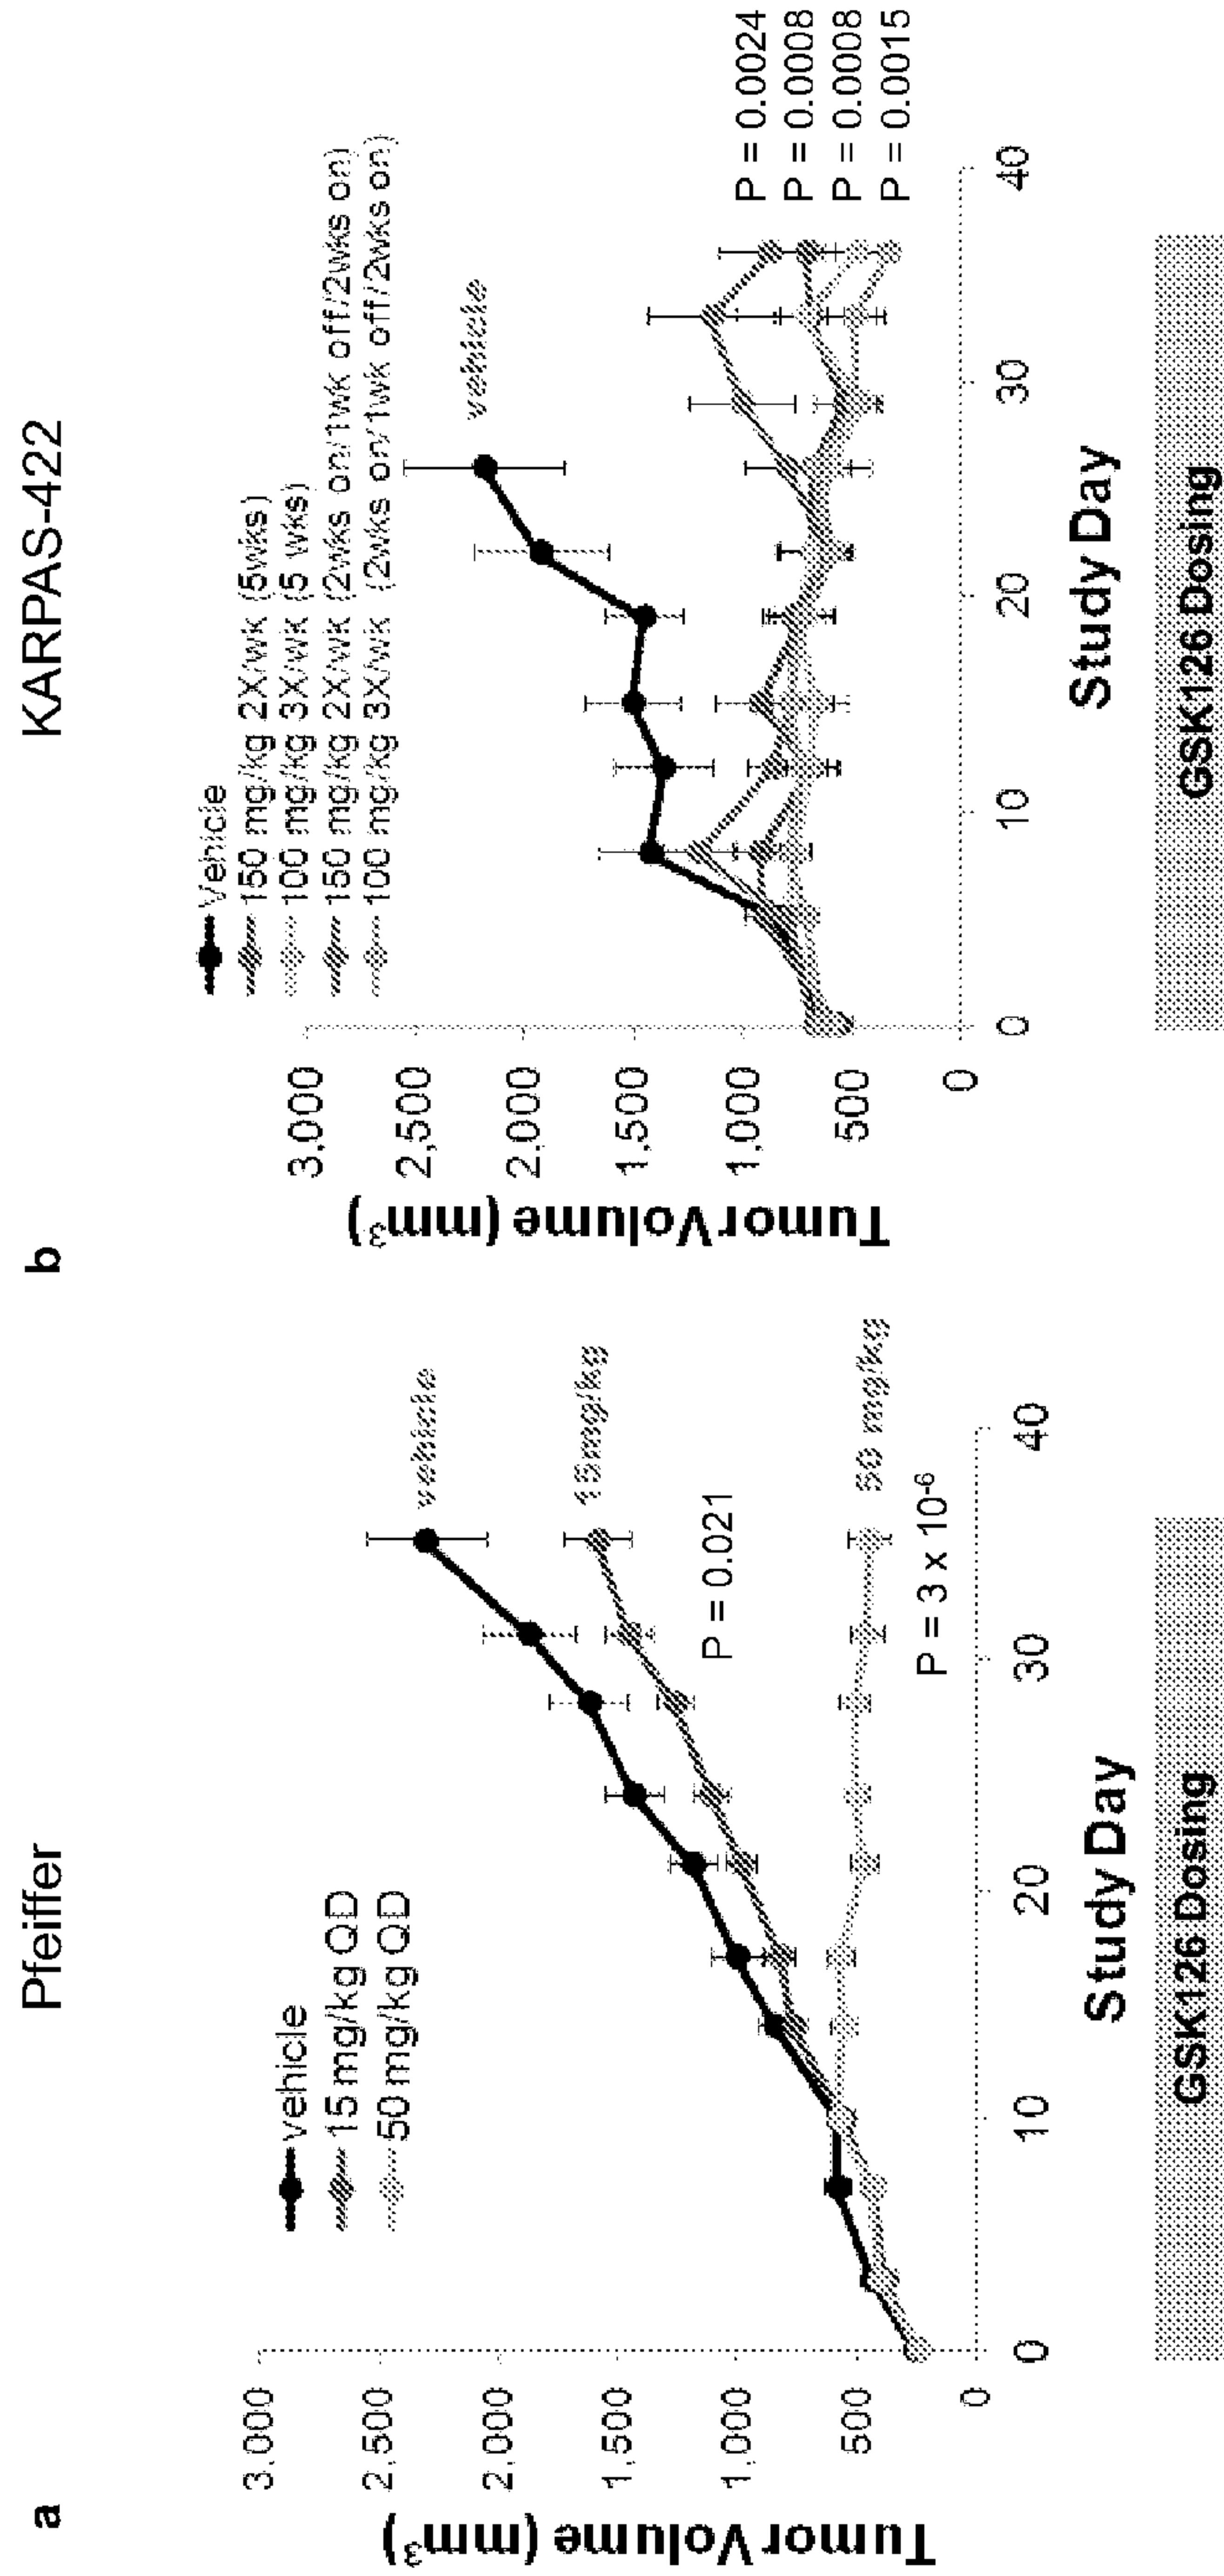 a
Pfeiffer
vehicle
15 mg/kg QD
50 mg/kg QD
Tumor Volume (mm³)
3.000
2.500
2.000
1,500
1,000
500
0
vehicle
15mg/kg
P = 0.021
50 mg/kg
P = 3 x 10⁻⁶
0 10 20 30 40
Study Day
GSK126 Dosing
b
KARPAS-422
Vehicle
150 mg/kg 2X/wk (5wks)
100 mg/kg 3X/wk (5 wks)
150 mg/kg 2X/wk (2wks on/1wk off/2wks on)
100 mg/kg 3X/wk (2wks on/1wk off/2wks on)
Tumor Volume (mm³)
3.000
2,500
2.000
1,500
1,000
500
0
vehicle
P = 0.0024
P = 0.0008
P = 0.0008
P = 0.0015
0 10 20 30 40
Study Day
GSK126 Dosing